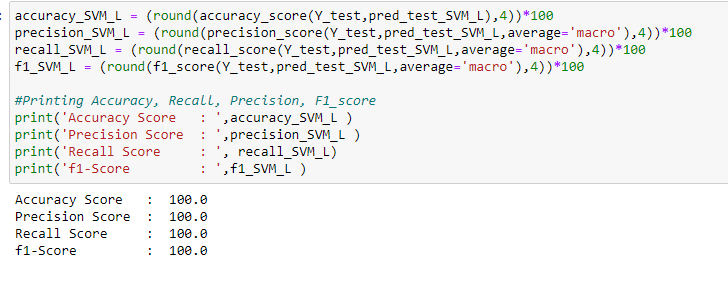 accuracy_SVM_L = (round(accuracy_score(Y_test,pred_test_SVM_L),4))*100
precision_SVM_L = (round(precision_score(Y_test,pred_test_SVM_L,average='macro'),4))*100
recall_SVM_L = (round(recall_score(Y_test,pred_test_SVM_L,average='macro'),4))*100
f1_SVM_L = (round(f1_score(Y_test,pred_test_SVM_L,average='macro'),4))*100

#Printing Accuracy, Recall, Precision, F1_score
print('Accuracy Score   : ',accuracy_SVM_L )
print('Precision Score  : ',precision_SVM_L )
print('Recall Score     : ', recall_SVM_L)
print('f1-Score         : ',f1_SVM_L )
Accuracy Score   :  100.0
Precision Score  :  100.0
Recall Score     :  100.0
f1-Score         :  100.0